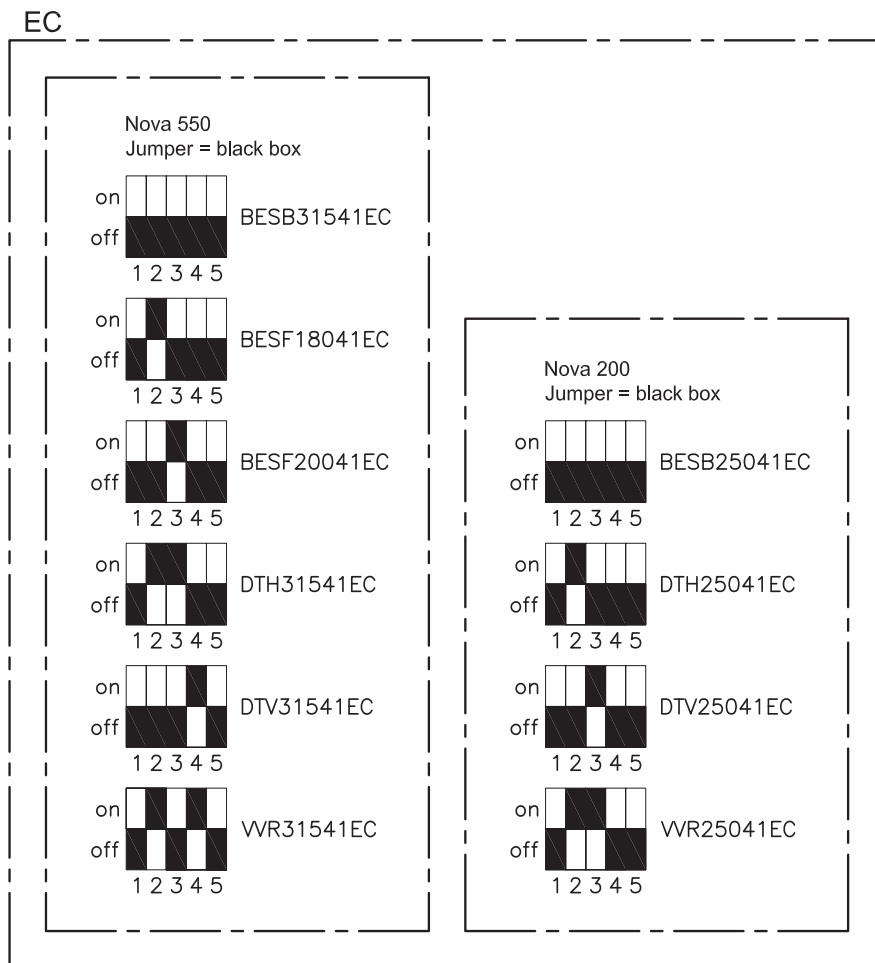 EC
Nova 550
Jumper = black box
on
off
BESB31541EC
1 2 3 4 5
on
off
BESF18041EC
1 2 3 4 5
on
off
BESF20041EC
1 2 3 4 5
on
off
DTH31541EC
1 2 3 4 5
on
off
DTV31541EC
1 2 3 4 5
on
off
VVR31541EC
1 2 3 4 5
Nova 200
Jumper = black box
on
off
BESB25041EC
1 2 3 4 5
on
off
DTH25041EC
1 2 3 4 5
on
off
DTV25041EC
1 2 3 4 5
on
off
VVR25041EC
1 2 3 4 5